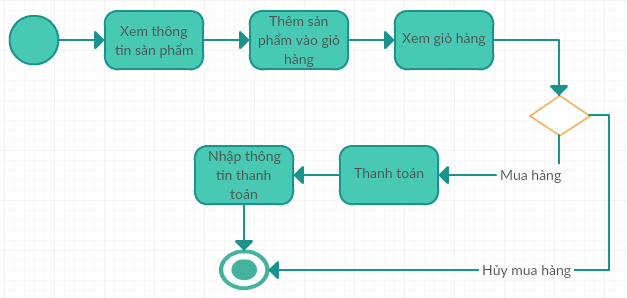 Xem thông
tin sản phẩm
Thêm sản
phẩm vào giỏ
hàng
Xem giỏ hàng
Nhập thông
tin thanh
toán
Thanh toán
Mua hàng
Hủy mua hàng